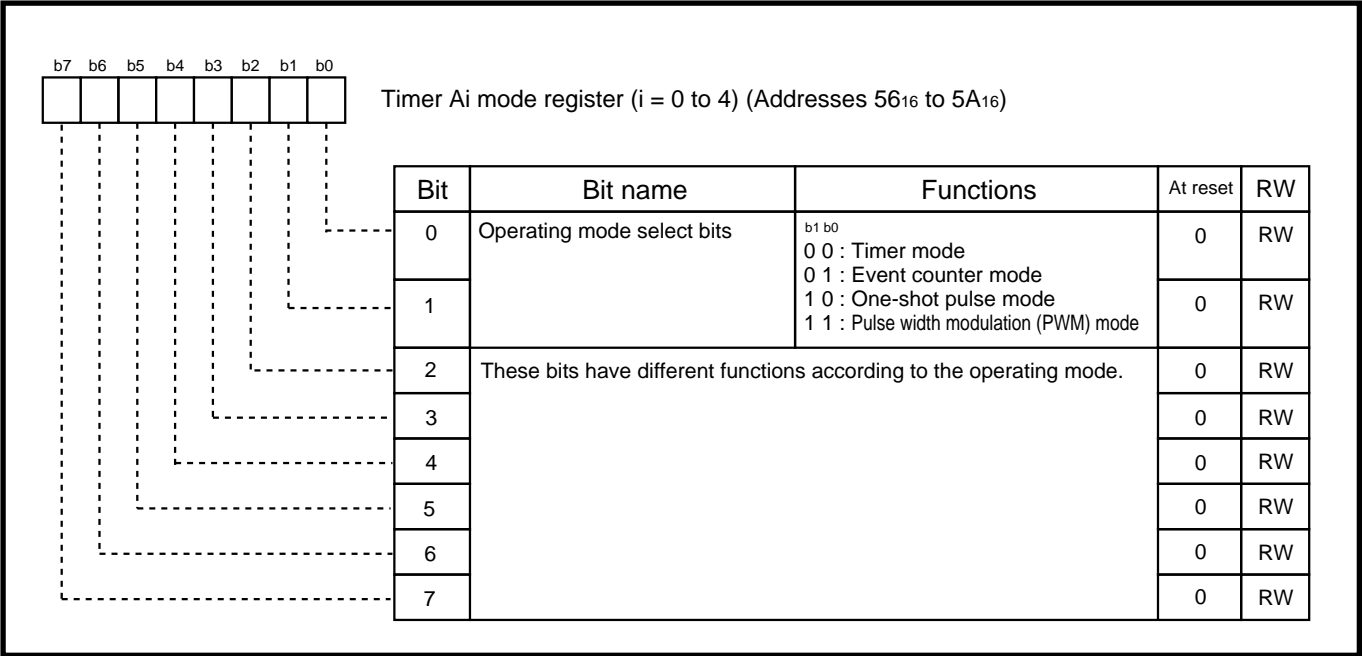 b7 b6 b5 b4 b3 b2 b1 b0
Timer Ai mode register (i = 0 to 4) (Addresses 5616 to 5A16)
Bit Bit name Functions At reset RW
0 Operating mode select bits b1 b0 0 RW
0 0 : Timer mode
0 1 : Event counter mode
1 1 0 : One-shot pulse mode 0 RW
1 1 : Pulse width modulation (PWM) mode
2 These bits have different functions according to the operating mode. 0 RW
3 0 RW
4 0 RW
5 0 RW
6 0 RW
7 0 RW